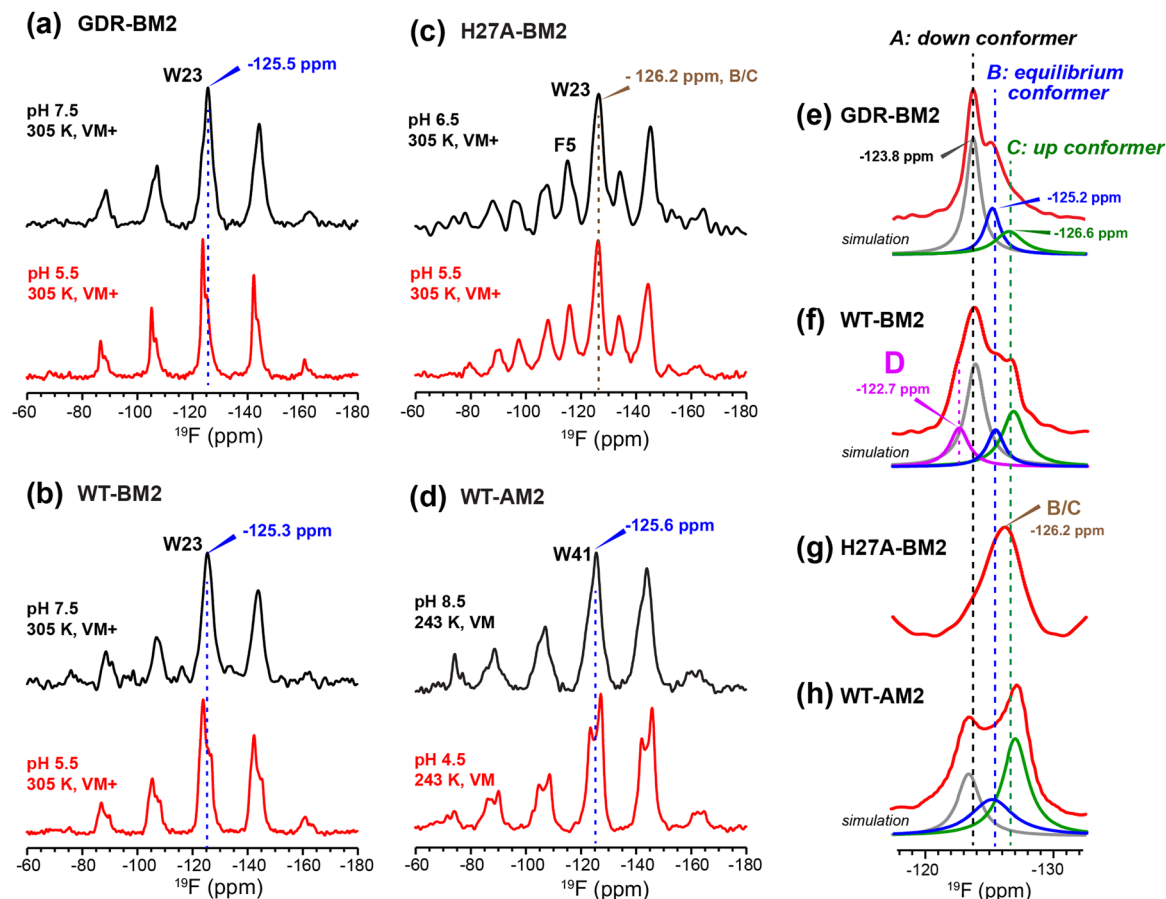 (a) GDR-BM2
W23
-125.5 ppm
pH 7.5
305 K, VM+
pH 5.5
305 K, VM+
-60 -80 -100 -120 -140 -160 -180
19F (ppm)
(b) WT-BM2
W23
-125.3 ppm
pH 7.5
305 K, VM+
pH 5.5
305 K, VM+
-60 -80 -100 -120 -140 -160 -180
19F (ppm)
(c) H27A-BM2
W23
- 126.2 ppm, B/C
F5
pH 6.5
305 K, VM+
pH 5.5
305 K, VM+
-60 -80 -100 -120 -140 -160 -180
19F (ppm)
(d) WT-AM2
W41
-125.6 ppm
pH 8.5
243 K, VM
pH 4.5
243 K, VM
-60 -80 -100 -120 -140 -160 -180
19F (ppm)
A: down conformer
B: equilibrium
conformer
C: up conformer
(e) GDR-BM2
-123.8 ppm
-125.2 ppm
-126.6 ppm
simulation
(f) WT-BM2
D
-122.7 ppm
simulation
(g) H27A-BM2
B/C
-126.2 ppm
(h) WT-AM2
simulation
-120 -130
19F (ppm)